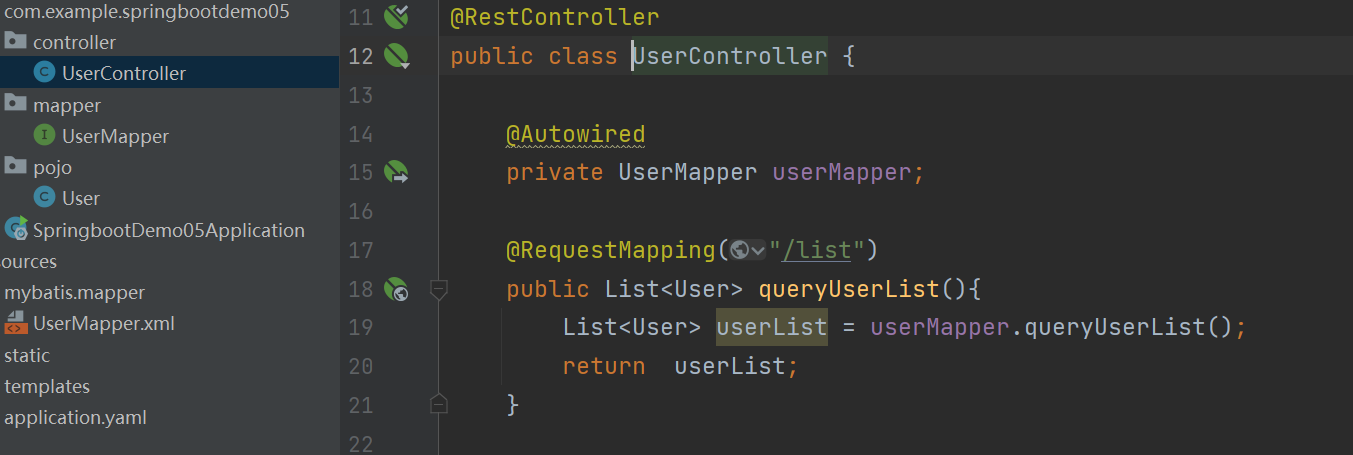 com.example.springbootdemo05
controller
UserController
mapper
UserMapper
pojo
User
SpringbootDemo05Application
ources
mybatis.mapper
UserMapper.xml
static
templates
application.yaml
11 @RestController
12 public class UserController {
13
14 @Autowired
15 private UserMapper userMapper;
16
17 @RequestMapping("/list")
18 public List<User> queryUserList(){
19 List<User> userList = userMapper.queryUserList();
20 return  userList;
21 }
22